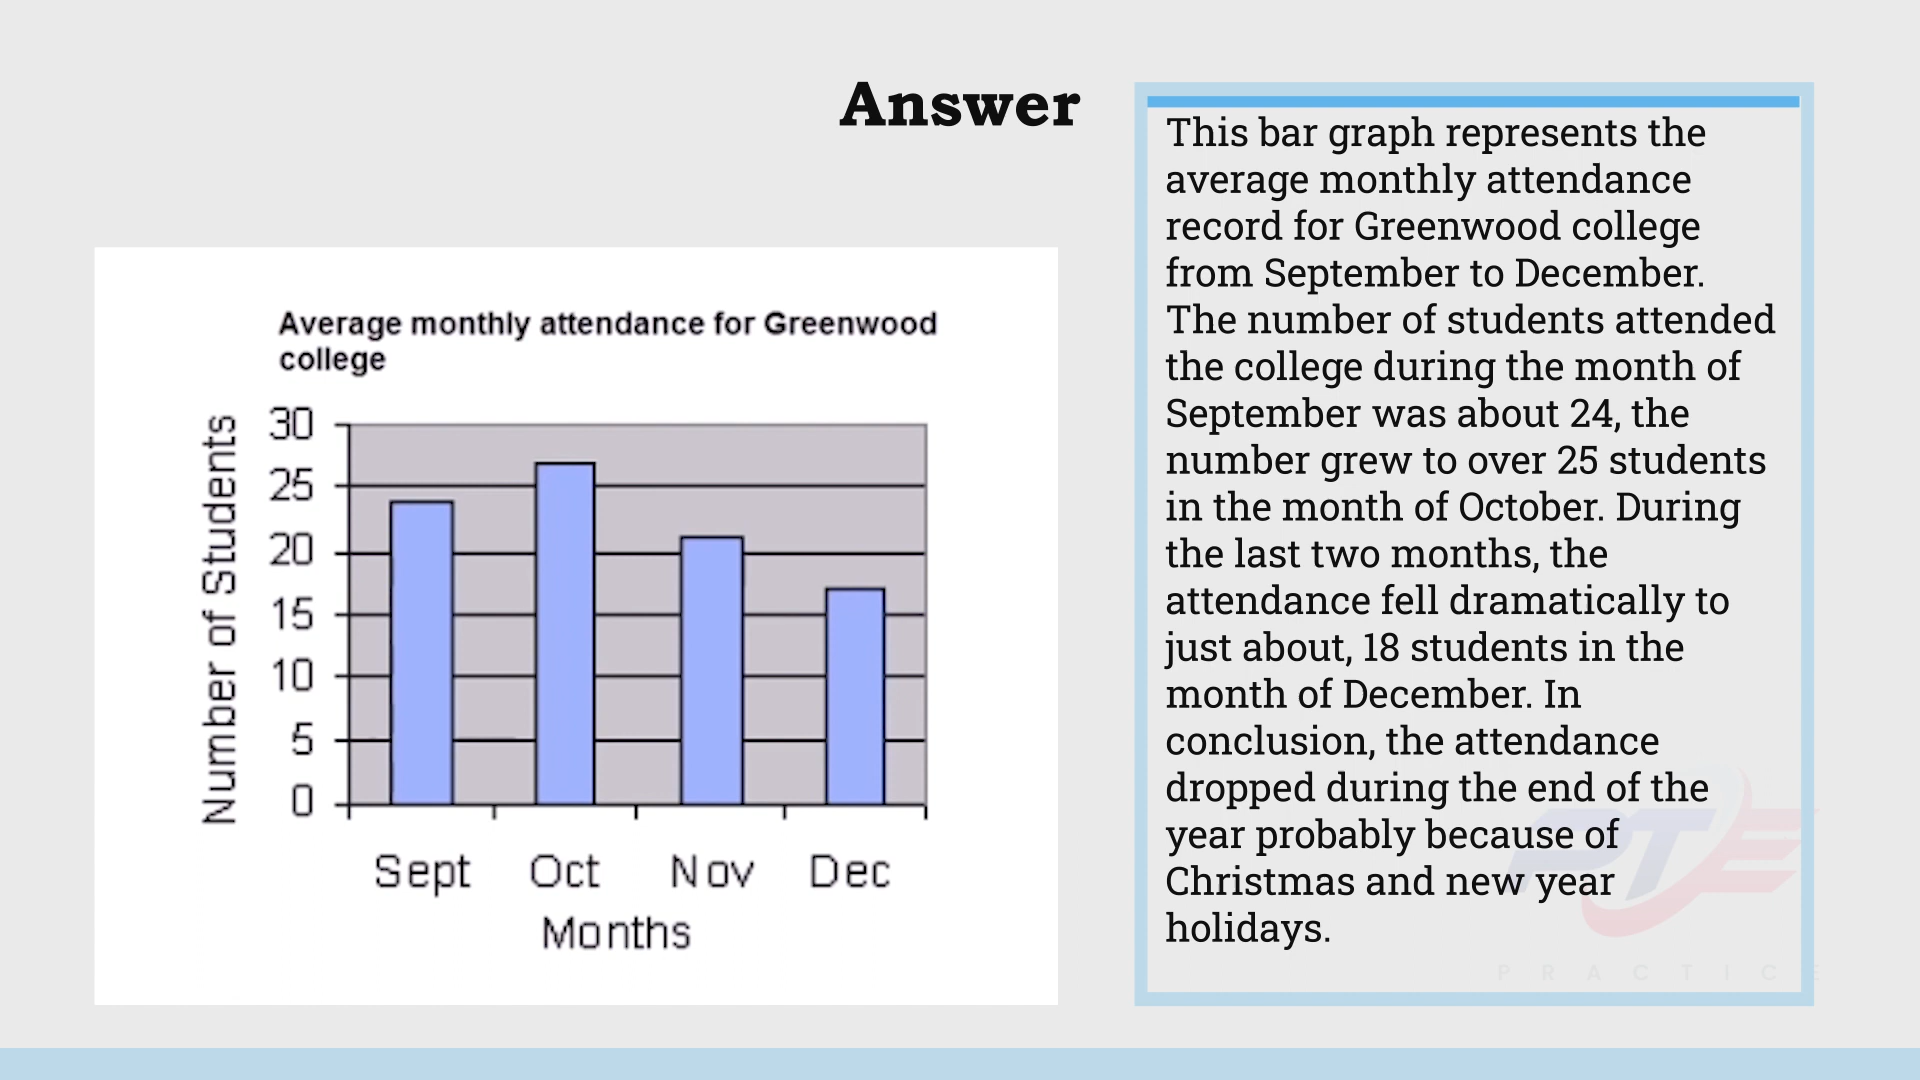 Answer
Average monthly attendance for Greenwood
college
Number of Students
30
25
20
15
10
5
0
Sept Oct Nov Dec
Months
This bar graph represents the
average monthly attendance
record for Greenwood college
from September to December.
The number of students attended
the college during the month of
September was about 24, the
number grew to over 25 students
in the month of October. During
the last two months, the
attendance fell dramatically to
just about, 18 students in the
month of December. In
conclusion, the attendance
dropped during the end of the
year probably because of
Christmas and new year
holidays.
PTE
PRACTICE